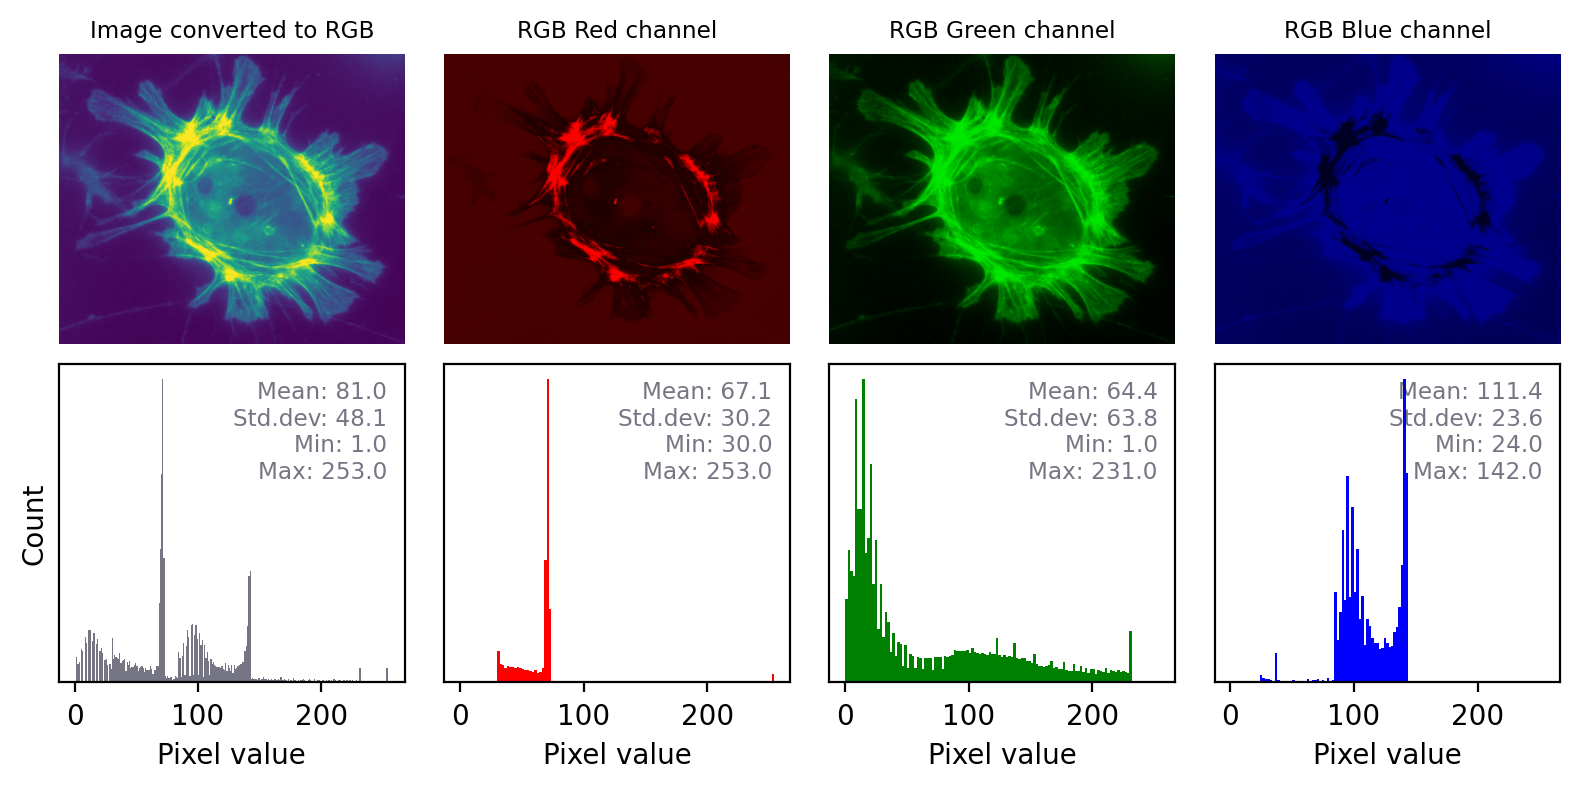 Image converted to RGB
RGB Red channel
RGB Green channel
RGB Blue channel
Mean: 81.0
Std.dev: 48.1
Min: 1.0
Max: 253.0
Mean: 67.1
Std.dev: 30.2
Min: 30.0
Max: 253.0
Mean: 64.4
Std.dev: 63.8
Min: 1.0
Max: 231.0
Mean: 111.4
Std.dev: 23.6
Min: 24.0
Max: 142.0
Count
0 100 200
0 100 200
0 100 200
0 100 200
Pixel value
Pixel value
Pixel value
Pixel value